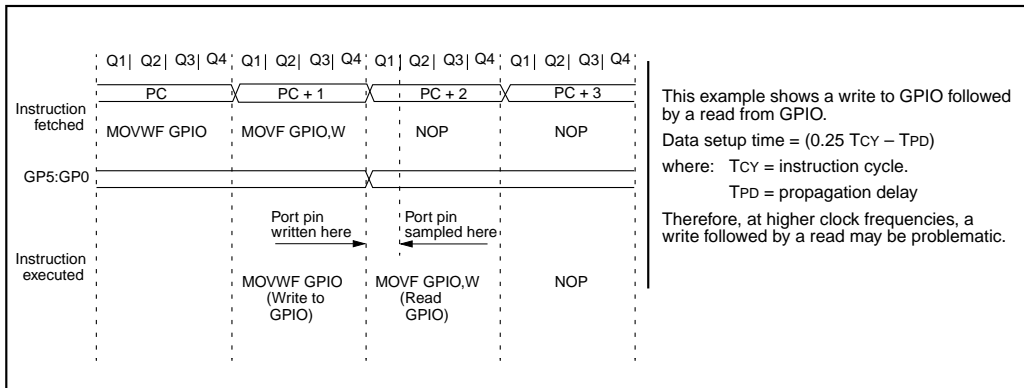 Q1| Q2| Q3| Q4 Q1| Q2| Q3| Q4 Q1| Q2| Q3| Q4 Q1| Q2| Q3| Q4
PC PC + 1 PC + 2 PC + 3
Instruction
fetched
MOVWF GPIO MOVF GPIO,W NOP NOP
GP5:GP0
Port pin
written here
Port pin
sampled here
Instruction
executed
MOVWF GPIO
(Write to
GPIO)
MOVF GPIO,W
(Read
GPIO)
NOP
This example shows a write to GPIO followed
by a read from GPIO.
Data setup time = (0.25 TCY – TPD)
where: TCY = instruction cycle.
TPD = propagation delay
Therefore, at higher clock frequencies, a
write followed by a read may be problematic.